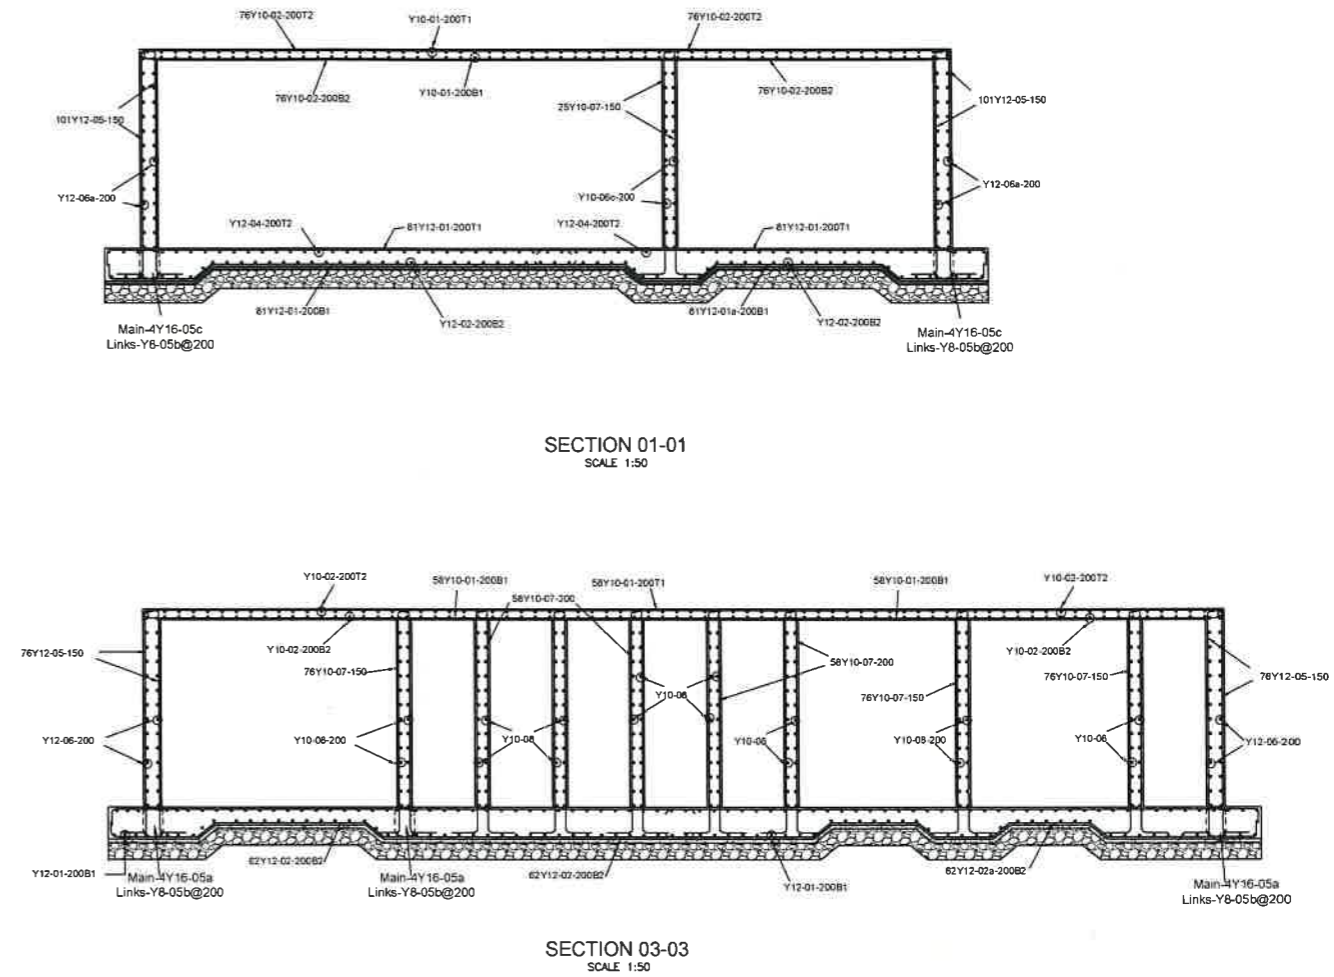 76Y10-02-200T2
Y10-01-200T1
76Y10-02-200T2
76Y10-02-200B2
Y10-01-200B1
25Y10-07-150
76Y10-02-200B2
101Y12-05-150
101Y12-05-150
Y12-06a-200
Y10-06c-200
Y12-06a-200
Y12-04-200T2
81Y12-01-200T1
Y12-04-200T2
81Y12-01-200T1
81Y12-01-200B1
Y12-02-200B2
81Y12-01a-200B1
Y12-02-200B2
Main-4Y16-05c
Links-Y8-05b@200
Main-4Y16-05c
Links-Y8-05b@200
SECTION 01-01
SCALE 1:50
Y10-02-200T2
58Y10-01-200B1
58Y10-07-200
58Y10-01-200T1
58Y10-01-200B1
Y10-02-200T2
76Y12-05-150
Y10-02-200B2
76Y10-07-150
58Y10-07-200
76Y10-07-150
Y10-02-200B2
76Y10-07-150
76Y12-05-150
Y10-06
Y12-06-200
Y10-06-200
Y10-06
Y10-06
Y10-06-200
Y10-06
Y12-06-200
Y12-01-200B1
62Y12-02-200B2
Main-4Y16-05a
Links-Y8-05b@200
Main-4Y16-05a
Links-Y8-05b@200
62Y12-02-200B2
Y12-01-200B1
62Y12-02a-200B2
Main-4Y16-05a
Links-Y8-05b@200
SECTION 03-03
SCALE 1:50